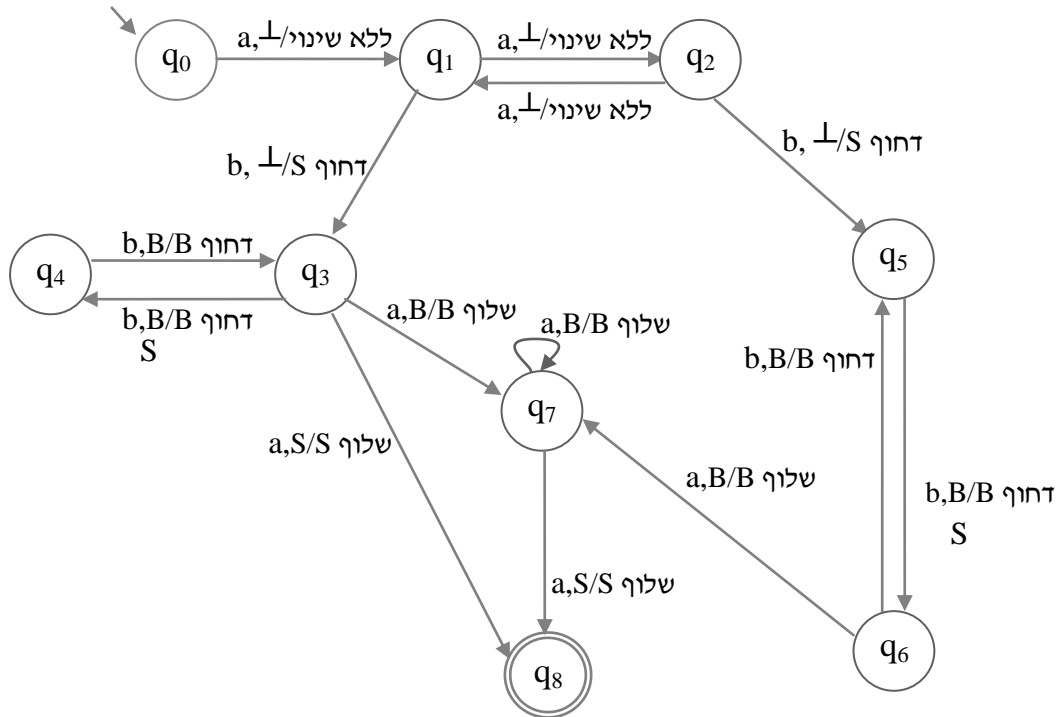 a,⊥/ללא שינוי
a,⊥/ללא שינוי
q0
q1
q2
a,⊥/ללא שינוי
b, ⊥/S דחוף
b, ⊥/S דחוף
b,B/B דחוף
q4
q3
q5
b,B/B דחוף
S
a,B/B שלוף
a,B/B שלוף
b,B/B דחוף
q7
a,S/S שלוף
a,B/B שלוף
b,B/B דחוף
S
a,S/S שלוף
q6
q8